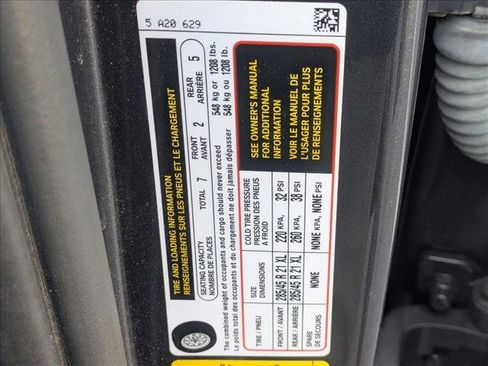 5 A20 629
TIRE AND LOADING INFORMATION
RENSEIGNEMENTS SUR LES PNEUS ET LE CHARGEMENT
SEATING CAPACITY
NOMBRE DE PLACES
TOTAL 7
FRONT
AVANT 2
REAR
ARRIÈRE 5
The combined weight of occupants and cargo should never exceed 548 kg or 1208 lbs.
Le poids total des occupants et du chargement ne doit jamais dépasser 548 kg ou 1208 lb.
TIRE / PNEU SIZE
DIMENSIONS COLD TIRE PRESSURE
PRESSION DES PNEUS
A FROID
FRONT / AVANT 285/45 R 21 XL 220 KPA, 32 PSI
REAR / ARRIÈRE 285/45 R 21 XL 260 KPA, 38 PSI
SPARE
DE SECOURS NONE NONE KPA, NONE PSI
SEE OWNER'S MANUAL
FOR ADDITIONAL
INFORMATION
VOIR LE MANUEL DE
L'USAGER POUR PLUS
DE RENSEIGNEMENTS